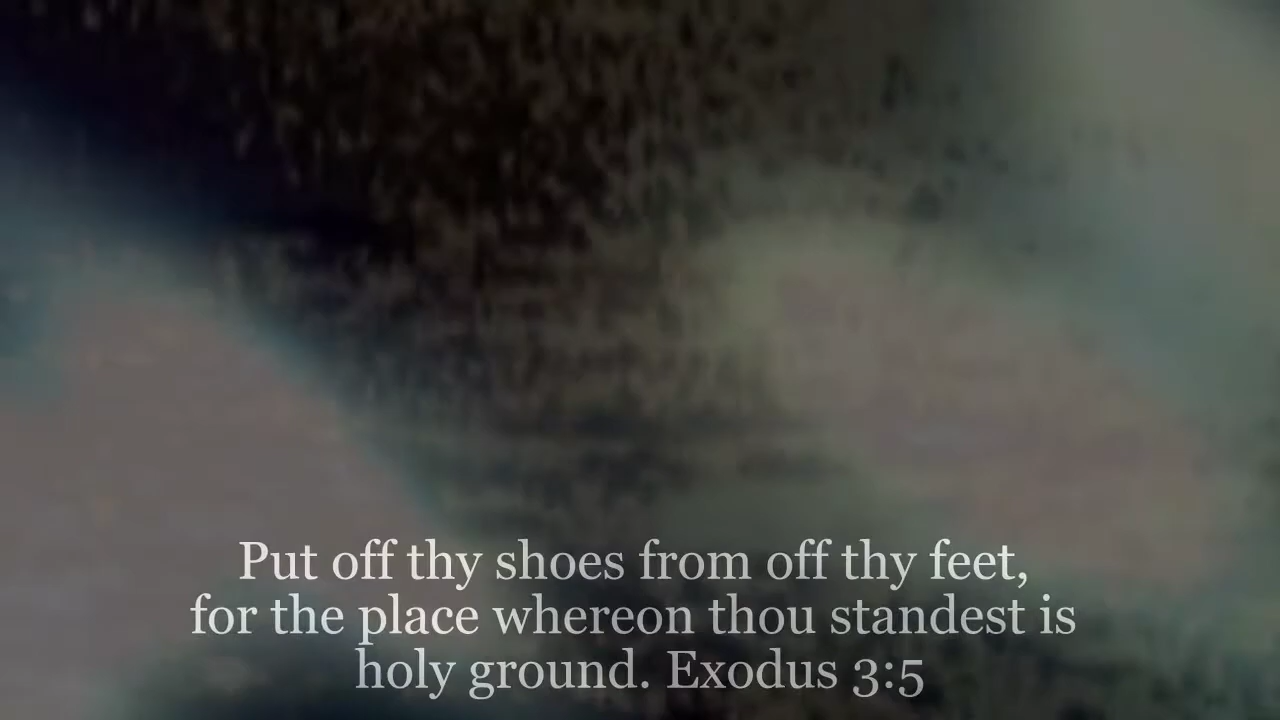 Put off thy shoes from off thy feet,
for the place whereon thou standest is
holy ground. Exodus 3:5